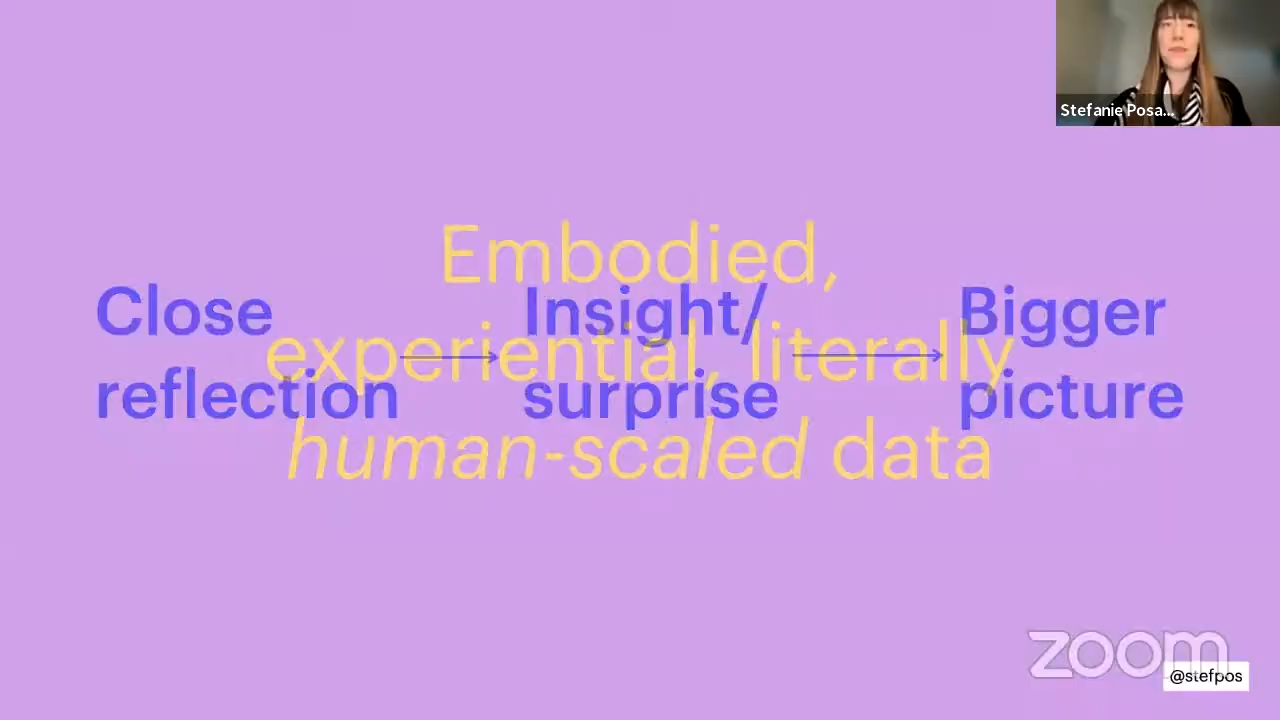 Stefanie Posa...
Embodied,
experiential, literally
human-scaled data
Close
reflection
Insight/
surprise
Bigger
picture
zoom
@stefpos